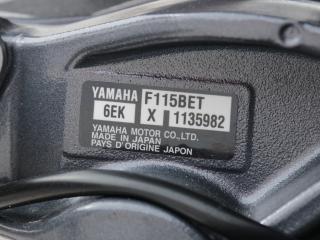 YAMAHA F115BET
6EK X 1135982
YAMAHA MOTOR CO.,LTD.
MADE IN JAPAN
PAYS D'ORIGINE JAPON